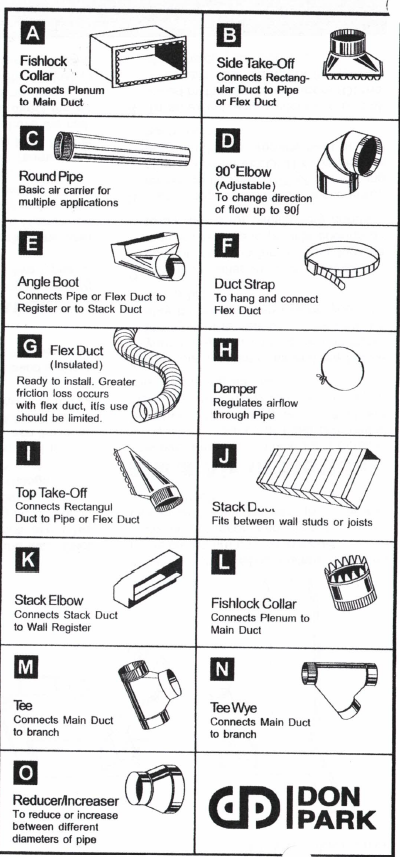 A
Fishlock
Collar
Connects Plenum
to Main Duct
B
Side Take-Off
Connects Rectang-
ular Duct to Pipe
or Flex Duct
C
Round Pipe
Basic air carrier for
multiple applications
D
90° Elbow
(Adjustable)
To change direction
of flow up to 90∫
E
Angle Boot
Connects Pipe or Flex Duct to
Register or to Stack Duct
F
Duct Strap
To hang and connect
Flex Duct
G
Flex Duct
(Insulated)
Ready to install. Greater
friction loss occurs
with flex duct, itís use
should be limited.
H
Damper
Regulates airflow
through Pipe
I
Top Take-Off
Connects Rectangul
Duct to Pipe or Flex Duct
J
Stack Duct
Fits between wall studs or joists
K
Stack Elbow
Connects Stack Duct
to Wall Register
L
Fishlock Collar
Connects Plenum to
Main Duct
M
Tee
Connects Main Duct
to branch
N
Tee Wye
Connects Main Duct
to branch
O
Reducer/Increaser
To reduce or increase
between different
diameters of pipe
DON
PARK